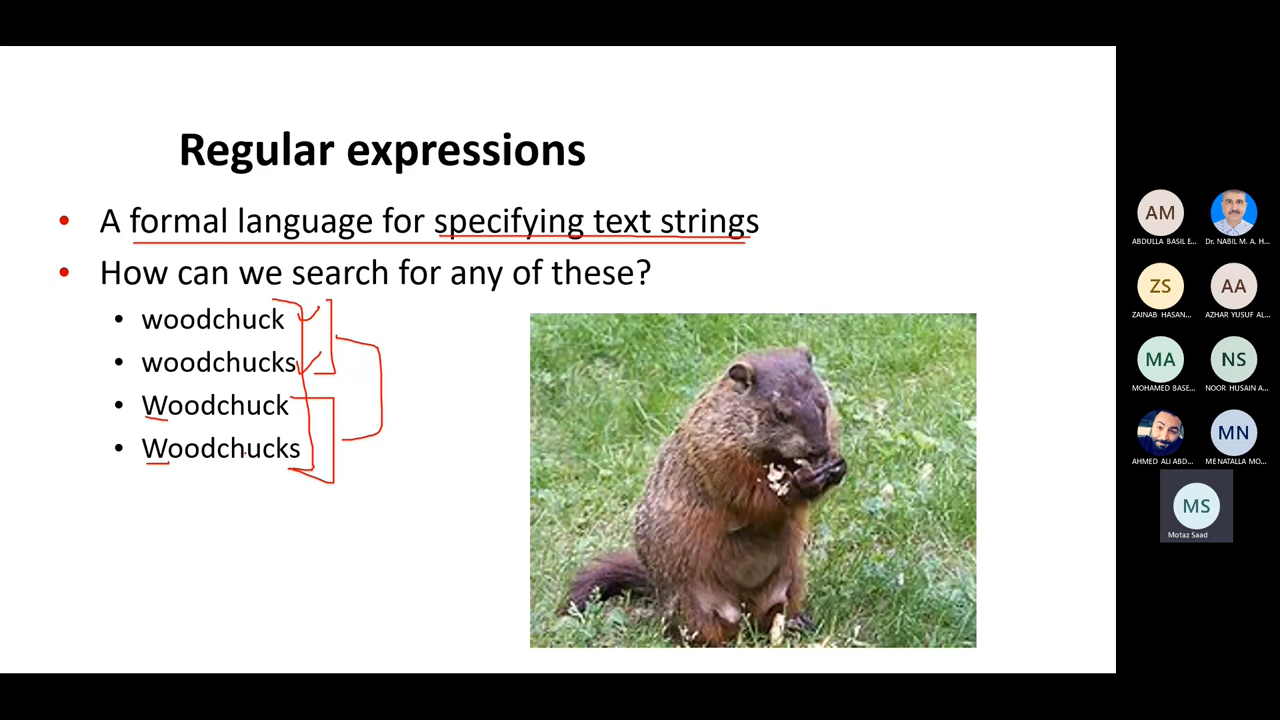 Regular expressions
• A formal language for specifying text strings
• How can we search for any of these?
• woodchuck
• woodchucks
• Woodchuck
• Woodchucks
AM
ABDULLA BASIL E...
Dr. NABIL M. A. H...
ZS
AA
ZAINAB HASAN...
AZHAR YUSUF AL...
MA
NS
MOHAMED BASE...
NOOR HUSAIN A...
MN
AHMED ALI ABD...
MENATALLA MO...
MS
Motaz Saad